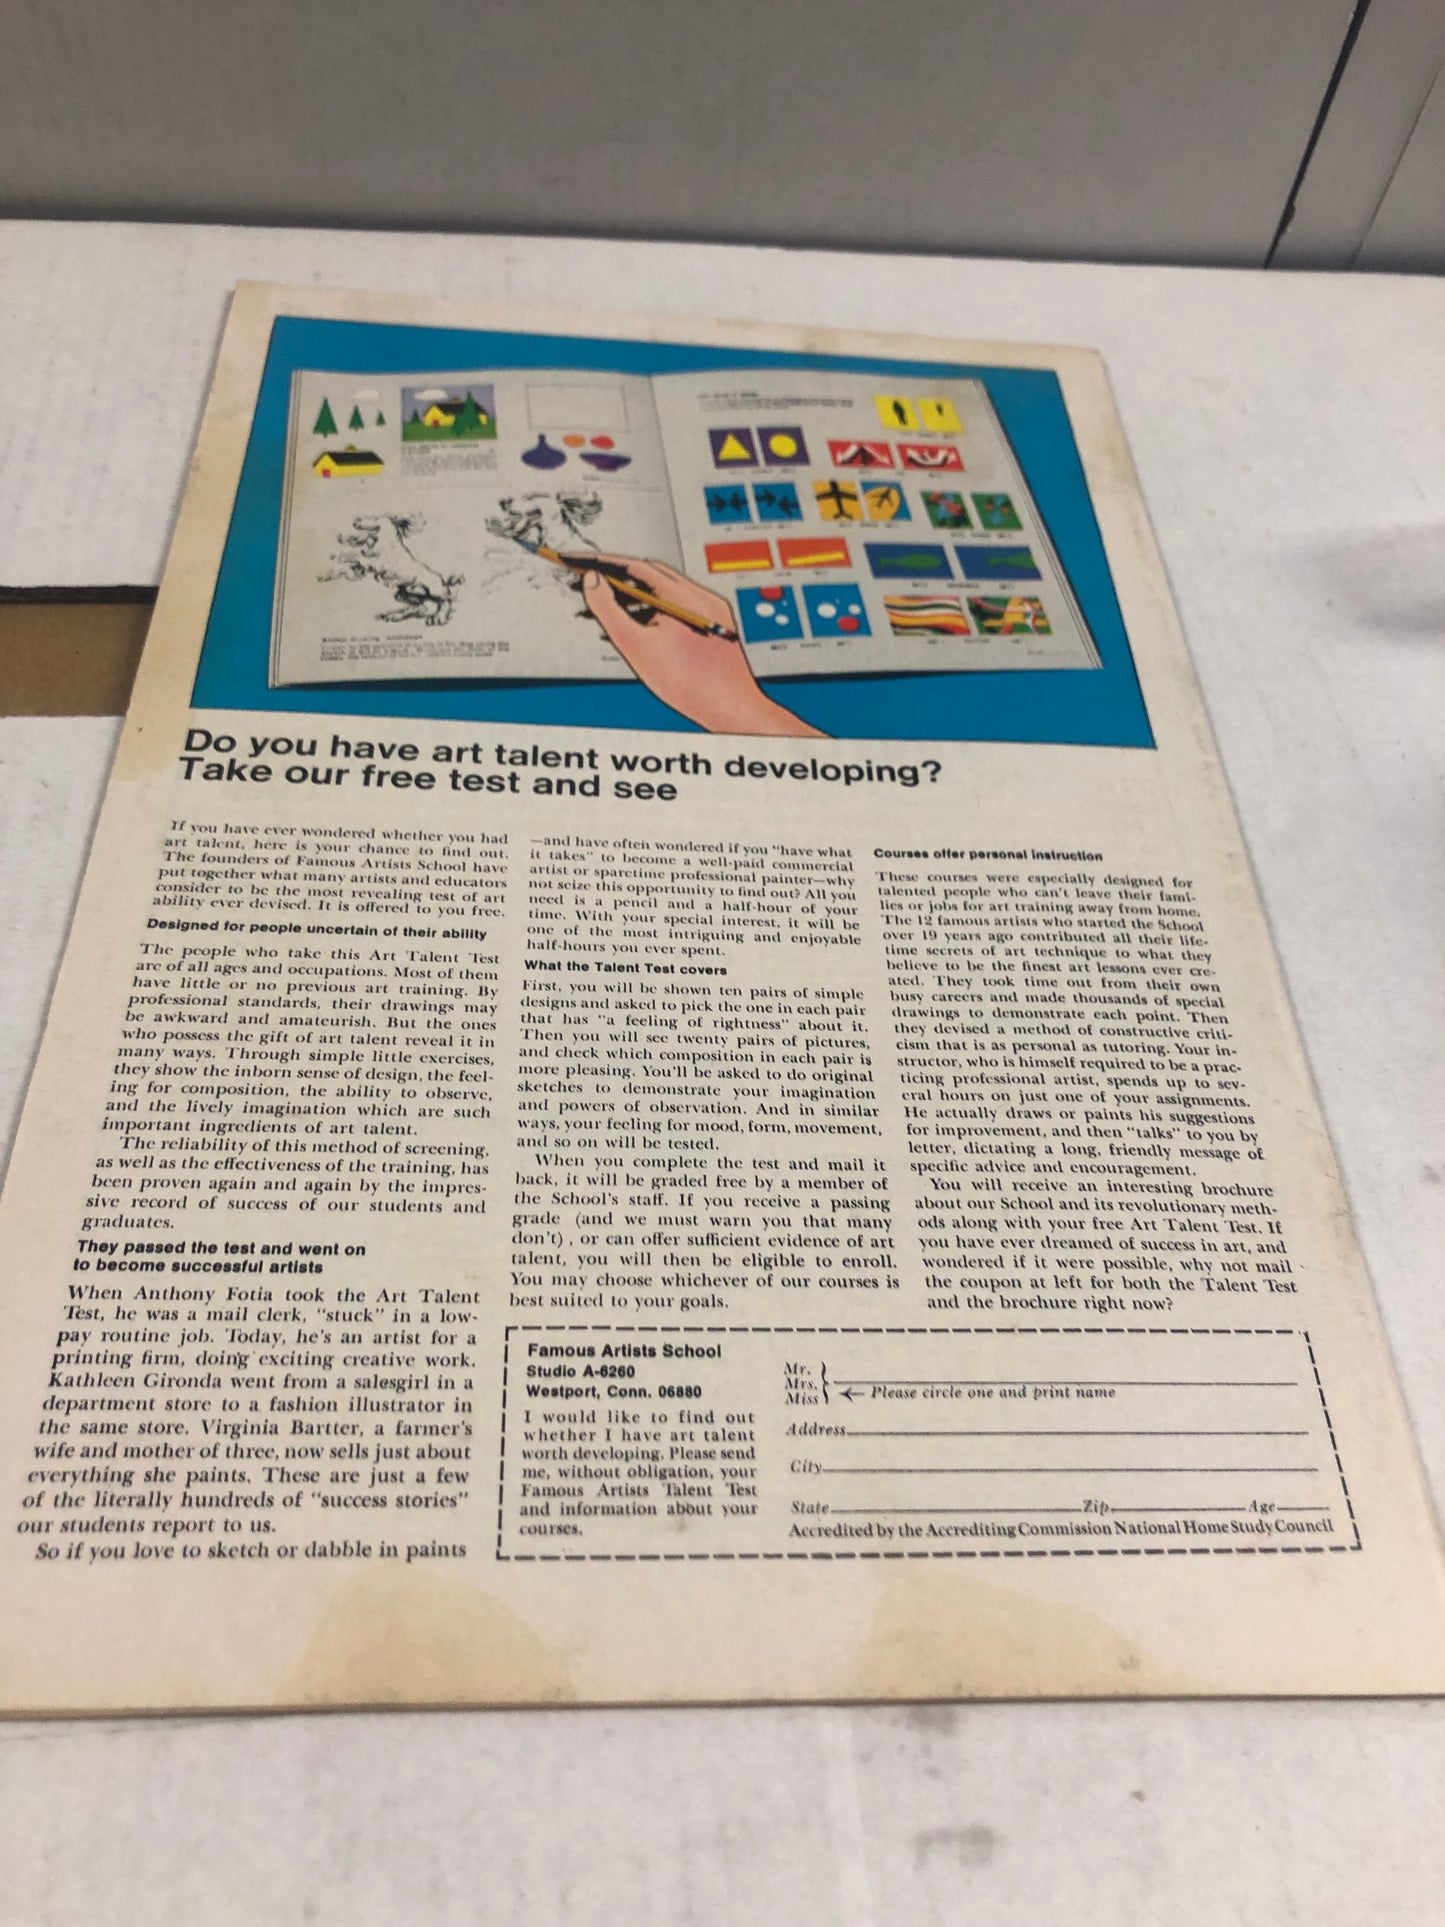 Do you have art talent worth developing?
Take our free test and see
If you have ever wondered whether you had
art talent, here is your chance to find out.
The founders of Famous Artists School have
put together what many artists and educators
consider to be the most revealing test of art
ability ever devised. It is offered to you free.
Designed for people uncertain of their ability
The people who take this Art Talent Test
are of all ages and occupations. Most of them
have little or no previous art training. By
professional standards, their drawings may
be awkward and amateurish. But the ones
who possess the gift of art talent reveal it in
many ways. Through simple little exercises,
they show the inborn sense of design, the feel-
ing for composition, the ability to observe,
and the lively imagination which are such
important ingredients of art talent.
The reliability of this method of screening,
as well as the effectiveness of the training, has
been proven again and again by the impres-
sive record of success of our students and
graduates.
They passed the test and went on
to become successful artists
When Anthony Fotia took the Art Talent
Test, he was a mail clerk, "stuck" in a low-
pay routine job. Today, he's an artist for a
printing firm, doing exciting creative work.
Kathleen Gironda went from a salesgirl in a
department store to a fashion illustrator in
the same store. Virginia Bartter, a farmer's
wife and mother of three, now sells just about
everything she paints. These are just a few
of the literally hundreds of "success stories"
our students report to us.
So if you love to sketch or dabble in paints
—and have often wondered if you "have what
it takes" to become a well-paid commercial
artist or sparetime professional painter—why
not seize this opportunity to find out? All you
need is a pencil and a half-hour of your
time. With your special interest, it will be
one of the most intriguing and enjoyable
half-hours you ever spent.
What the Talent Test covers
First, you will be shown ten pairs of simple
designs and asked to pick the one in each pair
that has "a feeling of rightness" about it.
Then you will see twenty pairs of pictures,
and check which composition in each pair is
more pleasing. You'll be asked to do original
sketches to demonstrate your imagination
and powers of observation. And in similar
ways, your feeling for mood, form, movement,
and so on will be tested.
When you complete the test and mail it
back, it will be graded free by a member of
the School's staff. If you receive a passing
grade (and we must warn you that many
don't) , or can offer sufficient evidence of art
talent, you will then be eligible to enroll.
You may choose whichever of our courses is
best suited to your goals.
Courses offer personal instruction
These courses were especially designed for
talented people who can't leave their fami-
lies or jobs for art training away from home.
The 12 famous artists who started the School
over 19 years ago contributed all their life-
time secrets of art technique to what they
believe to be the finest art lessons ever cre-
ated. They took time out from their own
busy careers and made thousands of special
drawings to demonstrate each point. Then
they devised a method of constructive criti-
cism that is as personal as tutoring. Your in-
structor, who is himself required to be a prac-
ticing professional artist, spends up to sev-
eral hours on just one of your assignments.
He actually draws or paints his suggestions
for improvement, and then "talks" to you by
letter, dictating a long, friendly message of
specific advice and encouragement.
You will receive an interesting brochure
about our School and its revolutionary meth-
ods along with your free Art Talent Test. If
you have ever dreamed of success in art, and
wondered if it were possible, why not mail
the coupon at left for both the Talent Test
and the brochure right now?
Famous Artists School
Studio A-6260
Westport, Conn. 06880
I would like to find out
whether I have art talent
worth developing. Please send
me, without obligation, your
Famous Artists Talent Test
and information about your
courses.
Mr.
Mrs.
Miss
Please circle one and print name
Address
City
State Zip Age
Accredited by the Accrediting Commission National Home Study Council